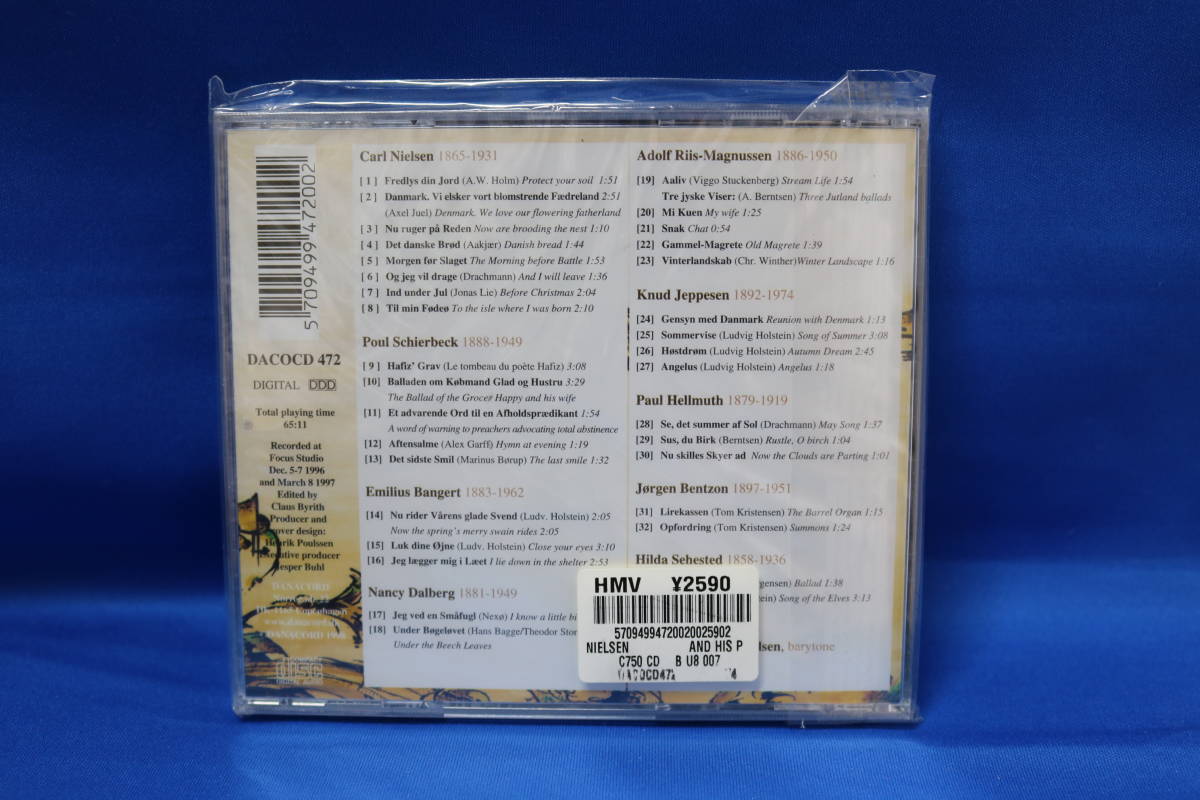 5 709499 472002
DACOCD 472
DIGITAL DDD
Total playing time
65:11
Recorded at
Focus Studio
Dec. 5-7 1996
and March 8 1997
Edited by
Claus Byrith
Producer and
cover design:
Henrik Poulssen
Executive producer
Jesper Buhl
DANACORD
www.danacord.dk
DANACORD 1998
Carl Nielsen 1865-1931
[ 1 ] Fredlys din Jord (A.W. Holm) Protect your soil 1:51
[ 2 ] Danmark. Vi elsker vort blomstrende Fædreland 2:51
(Axel Juel) Denmark. We love our flowering fatherland
[ 3 ] Nu ruger på Reden Now are brooding the nest 1:10
[ 4 ] Det danske Brød (Aakjær) Danish bread 1:44
[ 5 ] Morgen før Slaget The Morning before Battle 1:53
[ 6 ] Og jeg vil drage (Drachmann) And I will leave 1:36
[ 7 ] Ind under Jul (Jonas Lie) Before Christmas 2:04
[ 8 ] Til min Fødeø To the isle where I was born 2:10
Poul Schierbeck 1888-1949
[ 9 ] Hafiz' Grav (Le tombeau du poète Hafiz) 3:08
[10] Balladen om Købmand Glad og Hustru 3:29
The Ballad of the Grocer Happy and his wife
[11] Et advarende Ord til en Afholdsprædikant 1:54
A word of warning to preachers advocating total abstinence
[12] Aftensalme (Alex Garff) Hymn at evening 1:19
[13] Det sidste Smil (Marinus Børup) The last smile 1:32
Emilius Bangert 1883-1962
[14] Nu rider Vårens glade Svend (Ludv. Holstein) 2:05
Now the spring's merry swain rides 2:05
[15] Luk dine Øjne (Ludv. Holstein) Close your eyes 3:10
[16] Jeg lægger mig i Læet I lie down in the shelter 2:53
Nancy Dalberg 1881-1949
[17] Jeg ved en Småfugl (Nexø) I know a little bi
[18] Under Bøgeløvet (Hans Bagge/Theodor Stor
Under the Beech Leaves
Adolf Riis-Magnussen 1886-1950
[19] Aaliv (Viggo Stuckenberg) Stream Life 1:54
Tre jyske Viser: (A. Berntsen) Three Jutland ballads
[20] Mi Kuen My wife 1:25
[21] Snak Chat 0:54
[22] Gammel-Magrete Old Magrete 1:39
[23] Vinterlandskab (Chr. Winther) Winter Landscape 1:16
Knud Jeppesen 1892-1974
[24] Gensyn med Danmark Reunion with Denmark 1:13
[25] Sommervise (Ludvig Holstein) Song of Summer 3:08
[26] Høstdrøm (Ludvig Holstein) Autumn Dream 2:45
[27] Angelus (Ludvig Holstein) Angelus 1:18
Paul Hellmuth 1879-1919
[28] Se, det summer af Sol (Drachmann) May Song 1:37
[29] Sus, du Birk (Berntsen) Rustle, O birch 1:04
[30] Nu skilles Skyer ad Now the Clouds are Parting 1:01
Jørgen Bentzon 1897-1951
[31] Lirekassen (Tom Kristensen) The Barrel Organ 1:15
[32] Opfordring (Tom Kristensen) Summons 1:24
Hilda Sehested 1858-1936
rgensen) Ballad 1:38
tein) Song of the Elves 3:13
lsen, barytone
HMV ¥2590
57094994720020025902
NIELSEN AND HIS P
C750 CD B U8 007